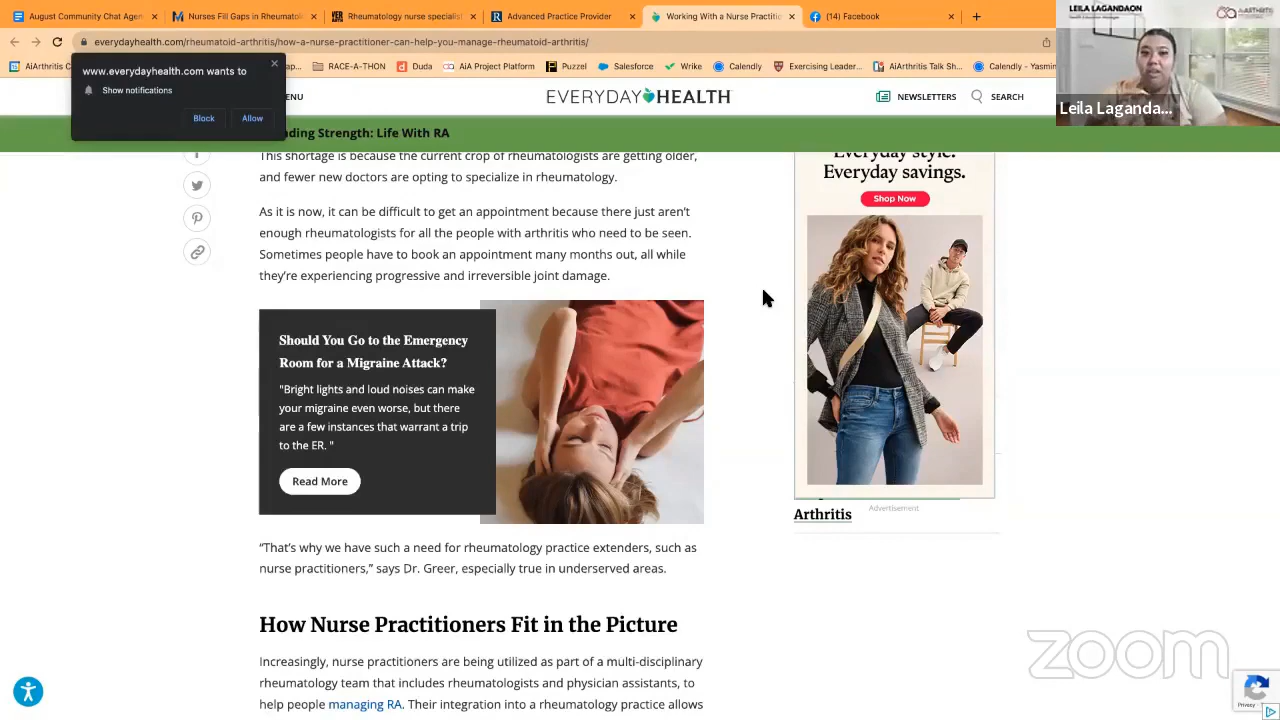 August Community Chat Agen
Nurses Fill Gaps in Rheumatol
Rheumatology nurse specialist
Advanced Practice Provider
Working With a Nurse Practitio
(14) Facebook
everydayhealth.com/rheumatoid-arthritis/how-a-nurse-practitioner-can-help-you-manage-rheumatoid-arthritis/
AiArthritis C
RACE-A-THON
Duda
AiA Project Platform
Puzzel
Salesforce
Wrike
Calendly
Exercising Leader...
AiArthritis Talk Sh...
Calendly - Yasmin
LEILA LAGANDAON
Leila Laganda...
www.everydayhealth.com wants to
Show notifications
Block
Allow
ENU
EVERYDAY HEALTH
NEWSLETTERS
SEARCH
nding Strength: Life With RA
This shortage is because the current crop of rheumatologists are getting older,
and fewer new doctors are opting to specialize in rheumatology.
As it is now, it can be difficult to get an appointment because there just aren't
enough rheumatologists for all the people with arthritis who need to be seen.
Sometimes people have to book an appointment many months out, all while
they're experiencing progressive and irreversible joint damage.
Should You Go to the Emergency
Room for a Migraine Attack?
"Bright lights and loud noises can make
your migraine even worse, but there
are a few instances that warrant a trip
to the ER. "
Read More
"That's why we have such a need for rheumatology practice extenders, such as
nurse practitioners," says Dr. Greer, especially true in underserved areas.
How Nurse Practitioners Fit in the Picture
Increasingly, nurse practitioners are being utilized as part of a multi-disciplinary
rheumatology team that includes rheumatologists and physician assistants, to
help people managing RA. Their integration into a rheumatology practice allows
Everyday style.
Everyday savings.
Shop Now
Arthritis
Advertisement
zoom
Privacy